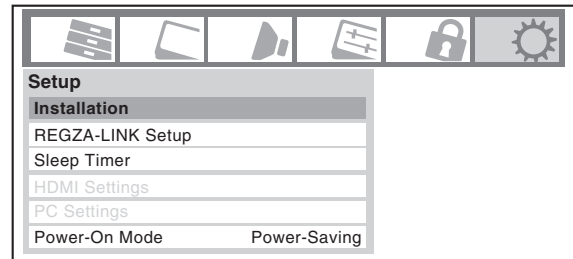 Setup
Installation
REGZA-LINK Setup
Sleep Timer
HDMI Settings
PC Settings
Power-On Mode Power-Saving